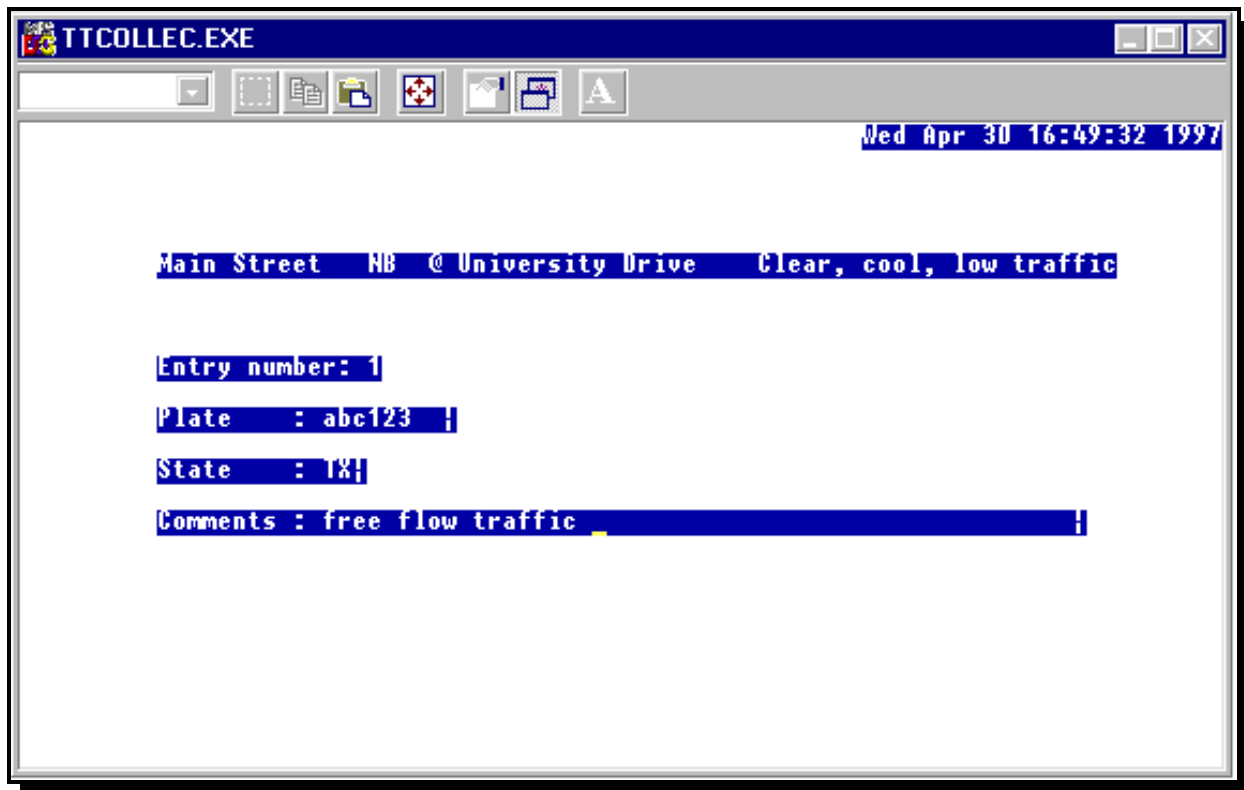 TTCOLLEC.EXE
A
Wed Apr 30 16:49:32 1997
Main Street NB @ University Drive Clear, cool, low traffic
Entry number: 1
Plate : abc123 ¦
State : TX¦
Comments : free flow traffic _ ¦